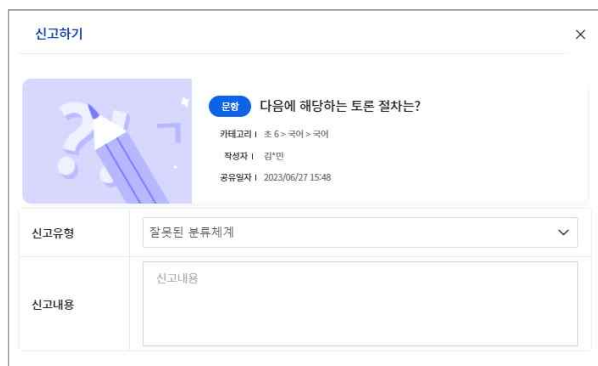 신고하기
문항 다음에 해당하는 토론 절차는?
카테고리 | 초 6 > 국어 > 국어
작성자 | 김*민
공유일자 | 2023/06/27 15:48
신고유형 잘못된 분류체계
신고내용 신고내용